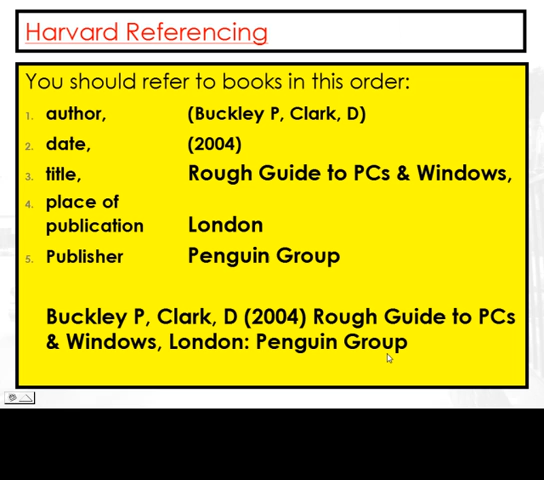 Harvard Referencing
You should refer to books in this order:
1. author, (Buckley P, Clark, D)
2. date, (2004)
3. title, Rough Guide to PCs & Windows,
4. place of
publication London
5. Publisher Penguin Group
Buckley P, Clark, D (2004) Rough Guide to PCs
& Windows, London: Penguin Group